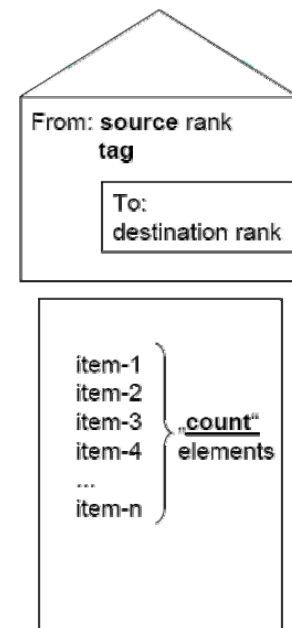 From: source rank
tag
To:
destination rank
item-1
item-2
item-3
item-4
...
item-n
„count“
elements